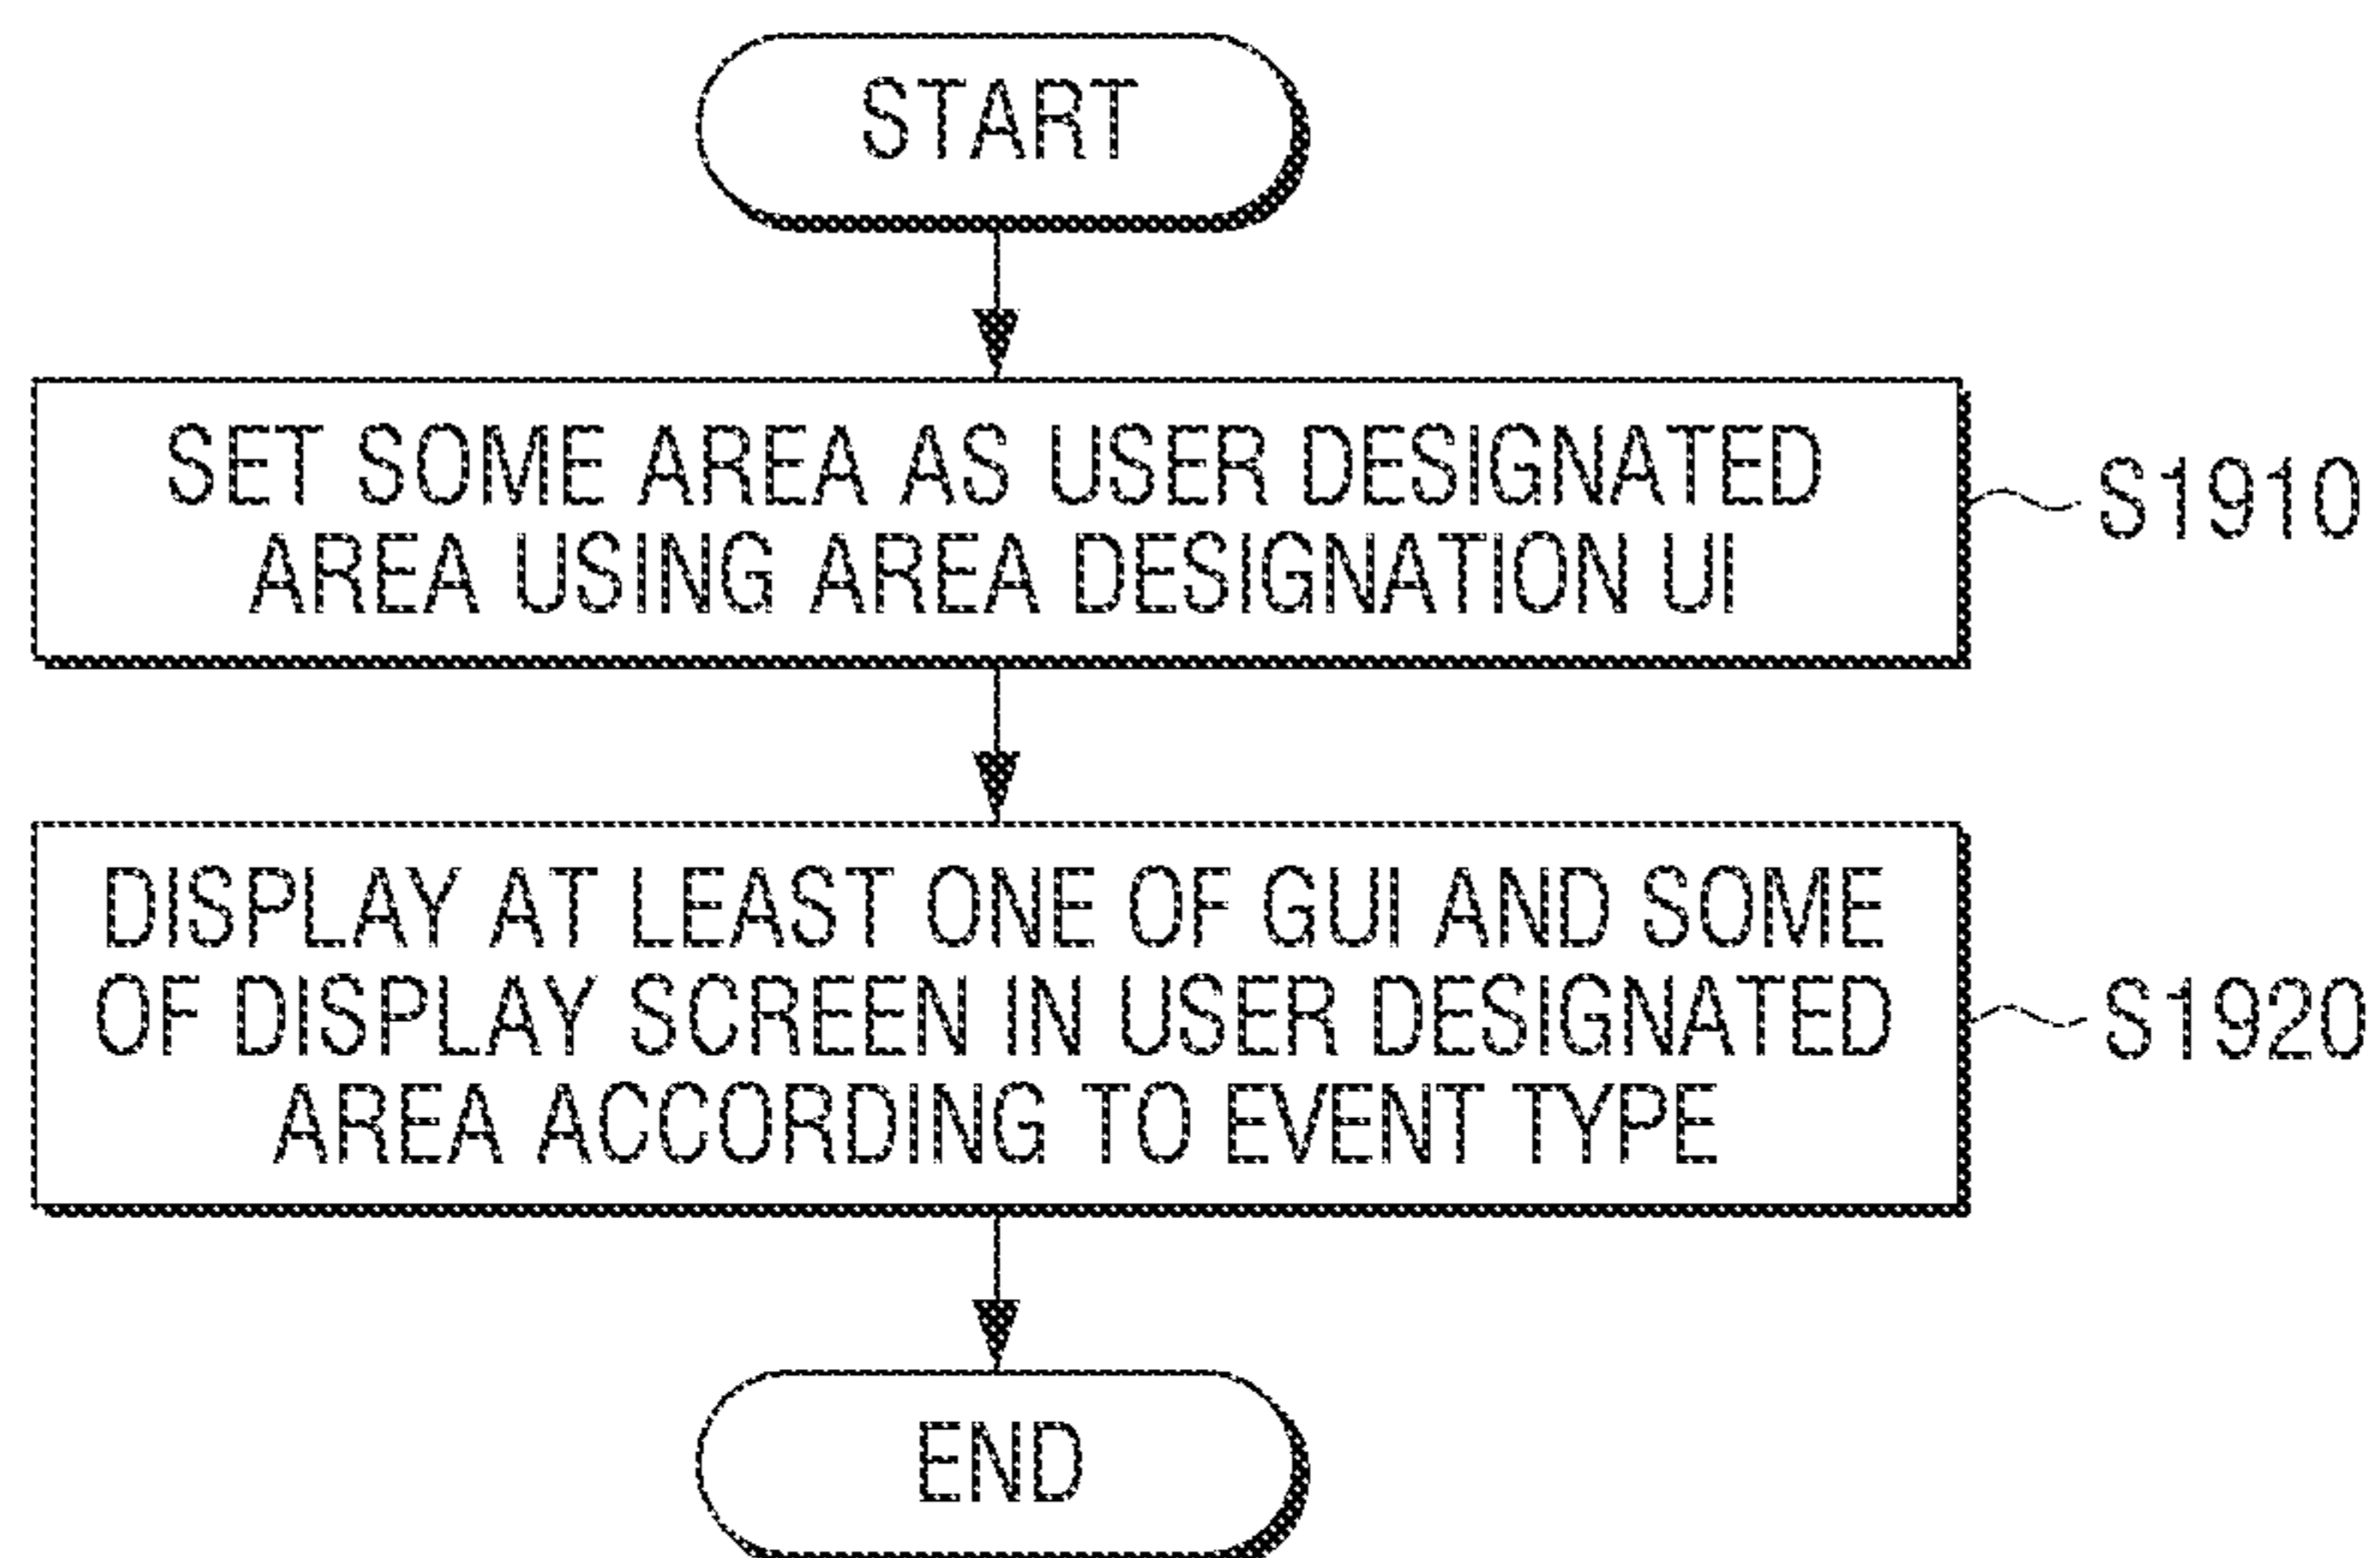 START
SET SOME AREA AS USER DESIGNATED
AREA USING AREA DESIGNATION UI
S1910
DISPLAY AT LEAST ONE OF GUI AND SOME
OF DISPLAY SCREEN IN USER DESIGNATED
AREA ACCORDING TO EVENT TYPE
S1920
END